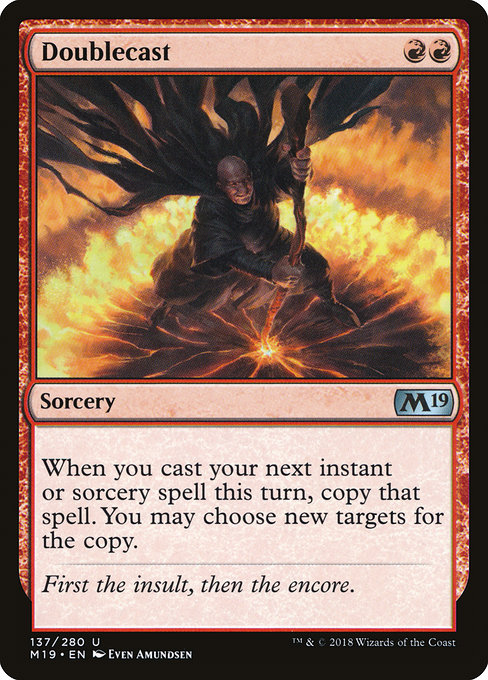 Doublecast
Sorcery
M19
When you cast your next instant
or sorcery spell this turn, copy that
spell. You may choose new targets for
the copy.
First the insult, then the encore.
137/280 U
M19 • EN Even Amundsen
™ & © 2018 Wizards of the Coast